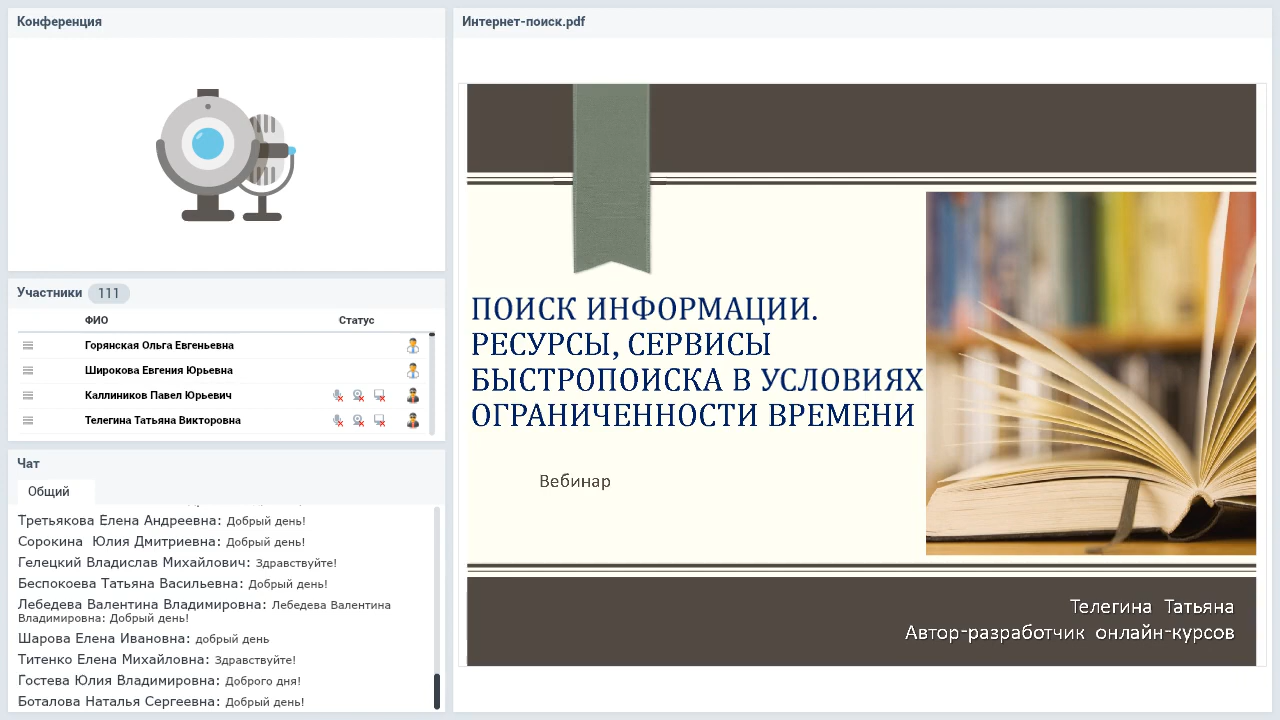 Конференция
Участники 111
ФИО Статус
Горянская Ольга Евгеньевна
Широкова Евгения Юрьевна
Каллиников Павел Юрьевич
Телегина Татьяна Викторовна
Чат
Общий
Третьякова Елена Андреевна: Добрый день!
Сорокина Юлия Дмитриевна: Добрый день!
Гелецкий Владислав Михайлович: Здравствуйте!
Беспокоева Татьяна Васильевна: Добрый день!
Лебедева Валентина Владимировна: Лебедева Валентина
Владимировна: Добрый день!
Шарова Елена Ивановна: добрый день
Титенко Елена Михайловна: Здравствуйте!
Гостева Юлия Владимировна: Доброго дня!
Боталова Наталья Сергеевна: Добрый день!
Интернет-поиск.pdf
ПОИСК ИНФОРМАЦИИ.
РЕСУРСЫ, СЕРВИСЫ
БЫСТРОПОИСКА В УСЛОВИЯХ
ОГРАНИЧЕННОСТИ ВРЕМЕНИ
Вебинар
Телегина Татьяна
Автор-разработчик онлайн-курсов